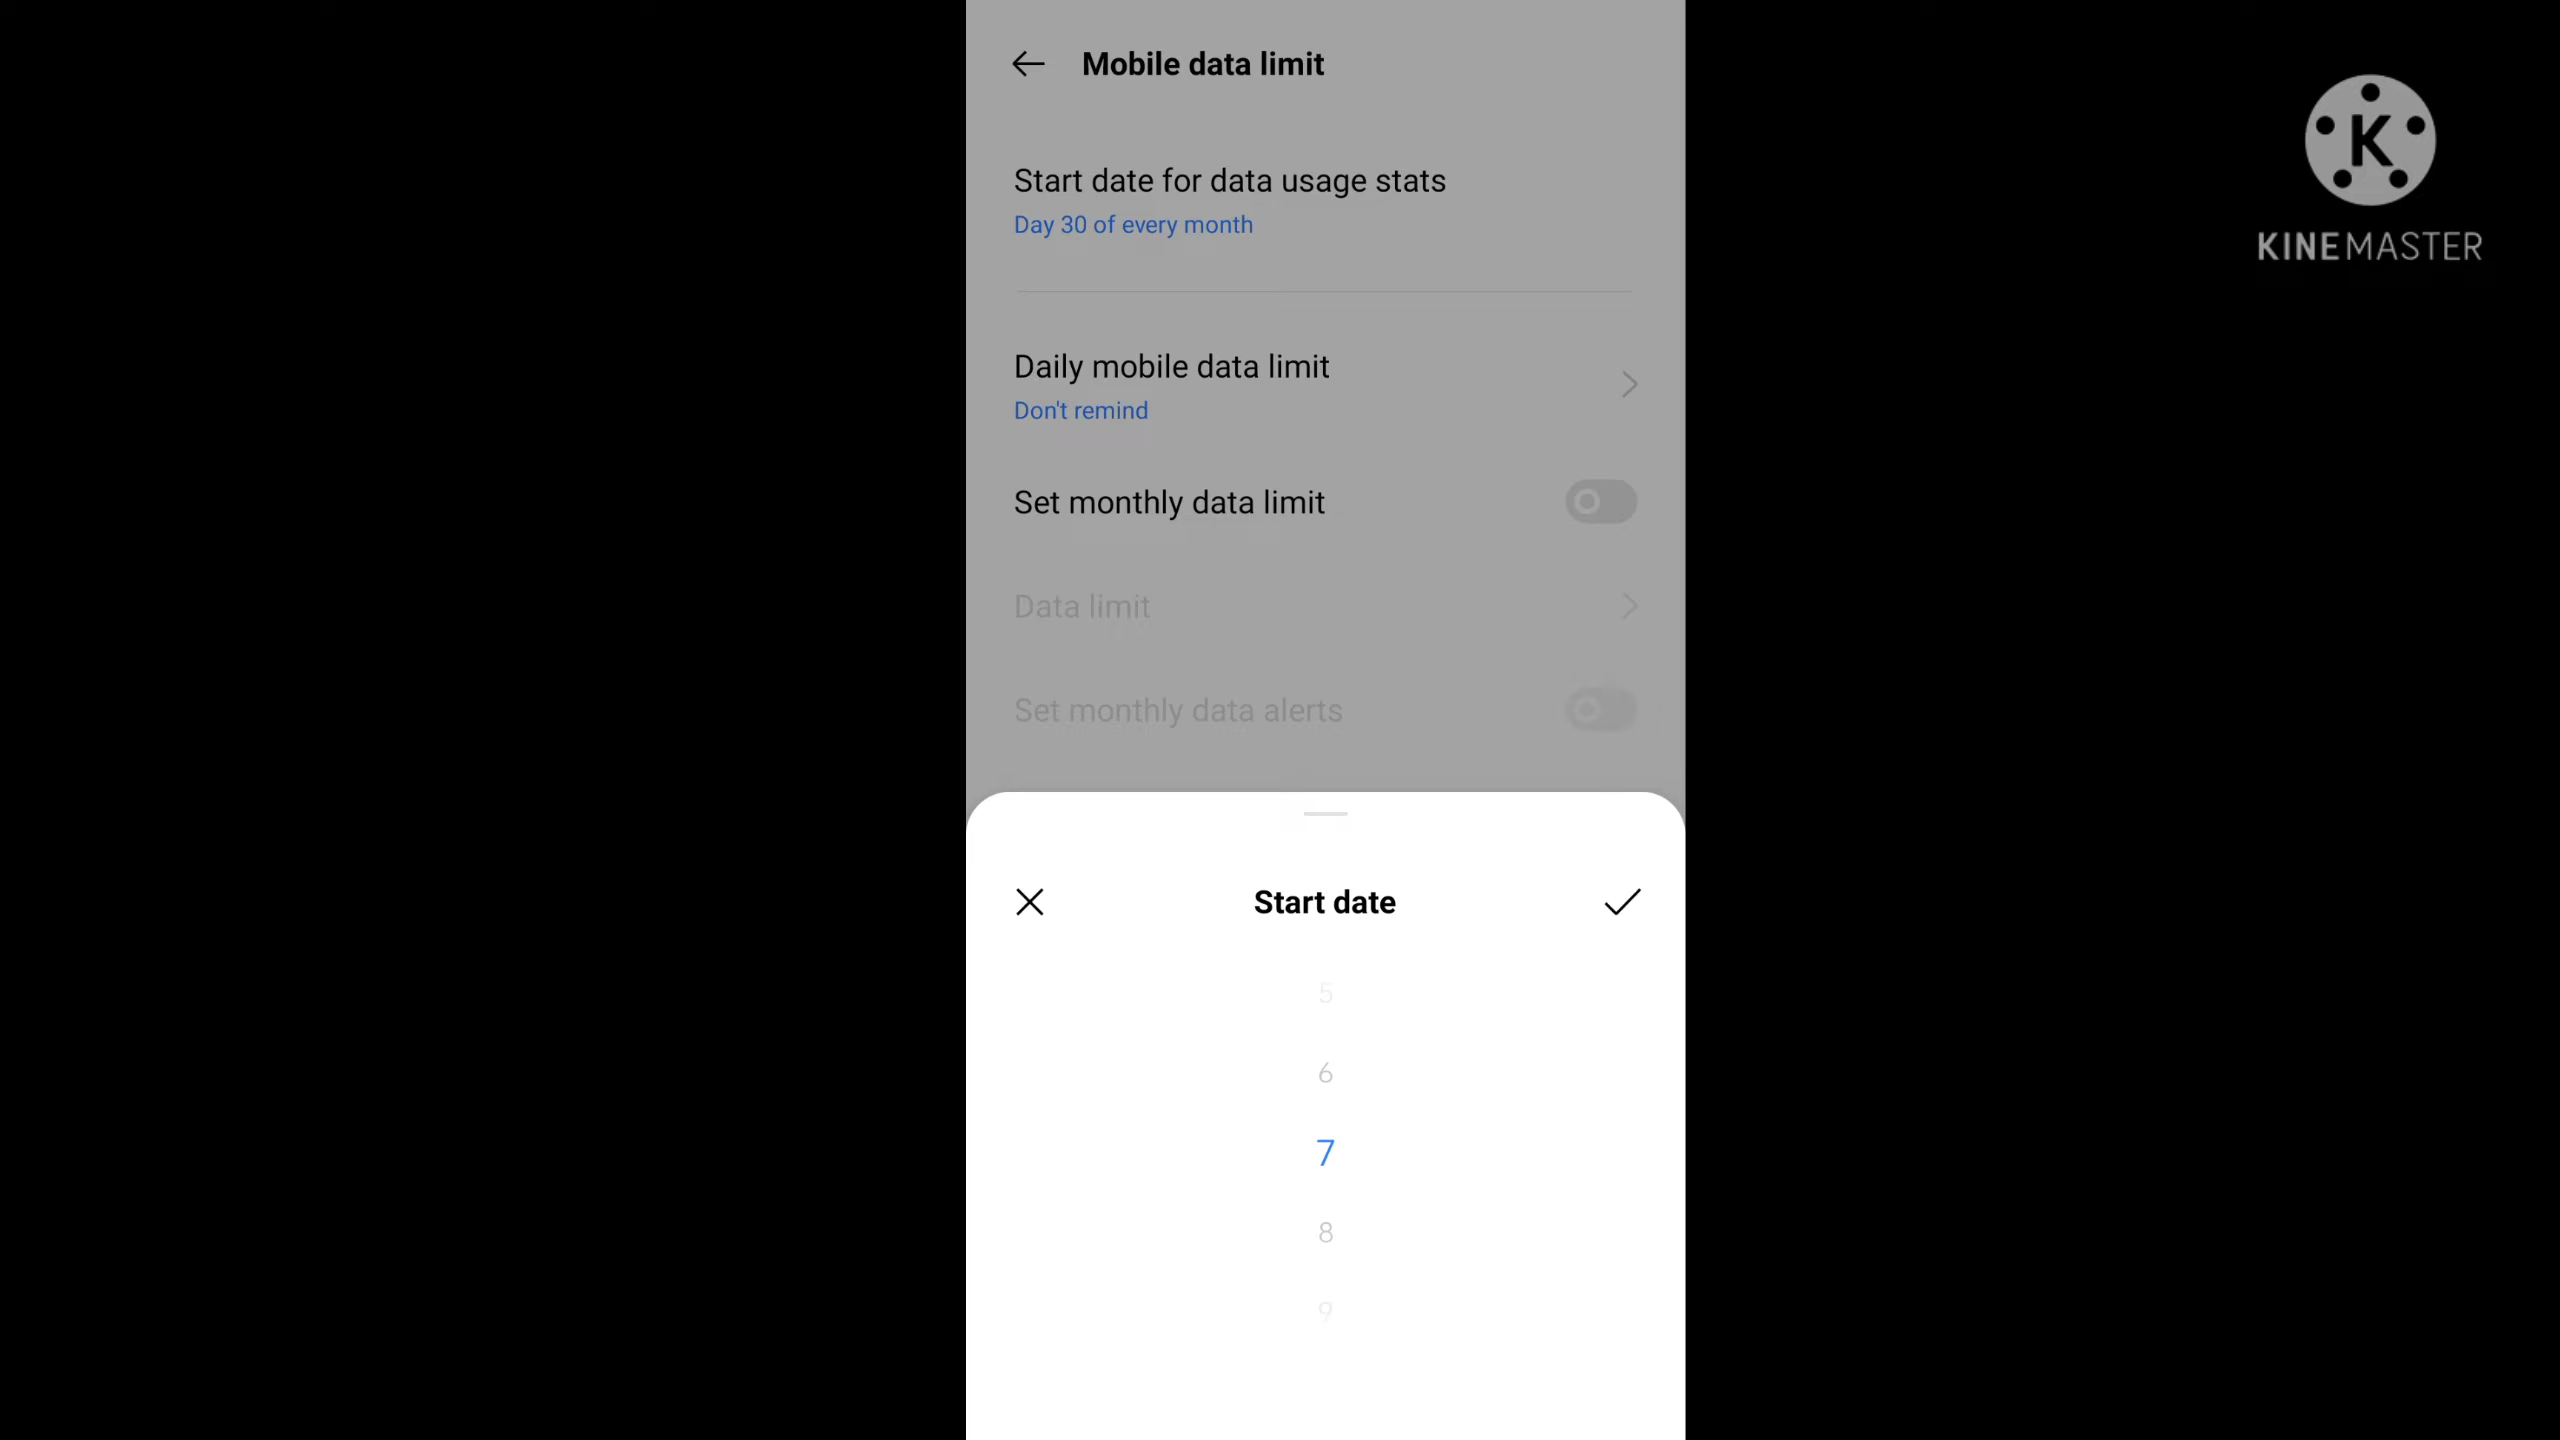 Mobile data limit
Start date for data usage stats
Day 30 of every month
Daily mobile data limit
Don't remind
Set monthly data limit
Data limit
Set monthly data alerts
Start date
5
6
7
8
9
K
KINEMASTER